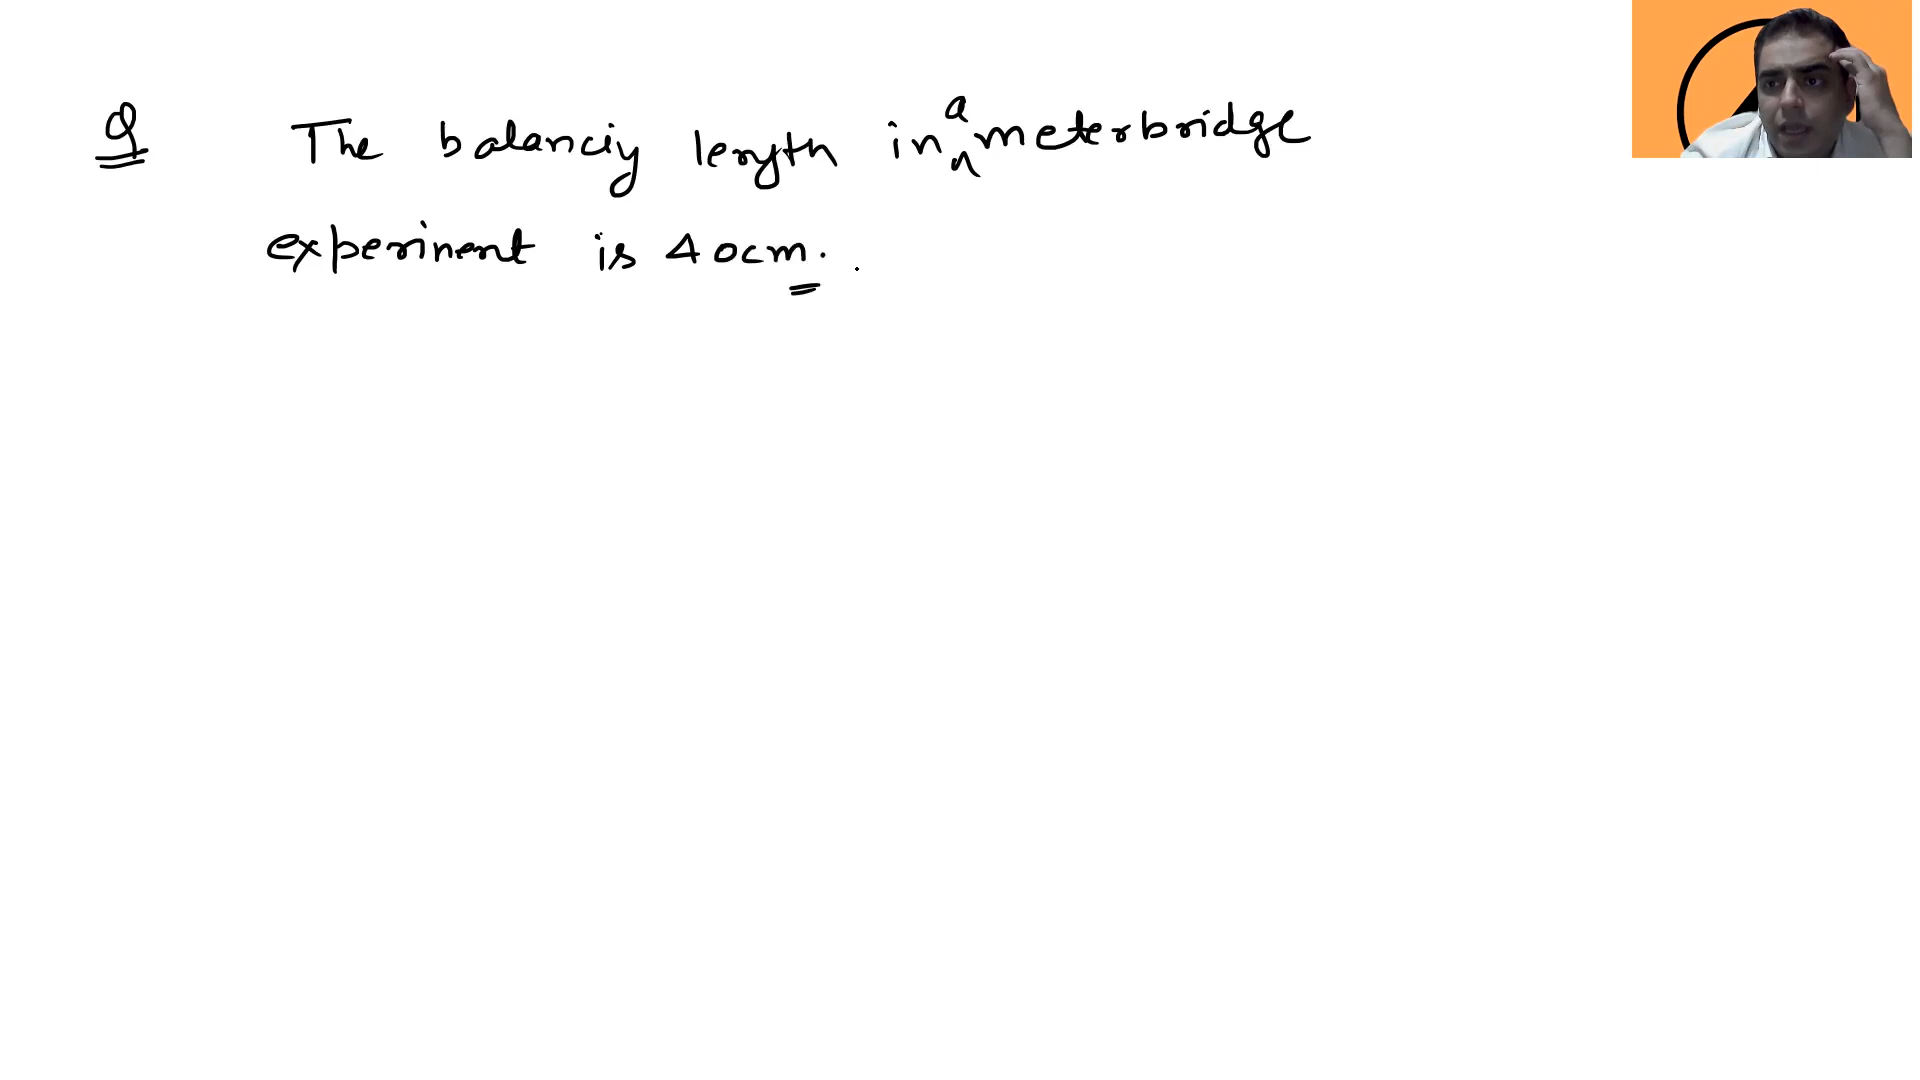 Q The balancing length in a meterbridge
experiment is 40cm.